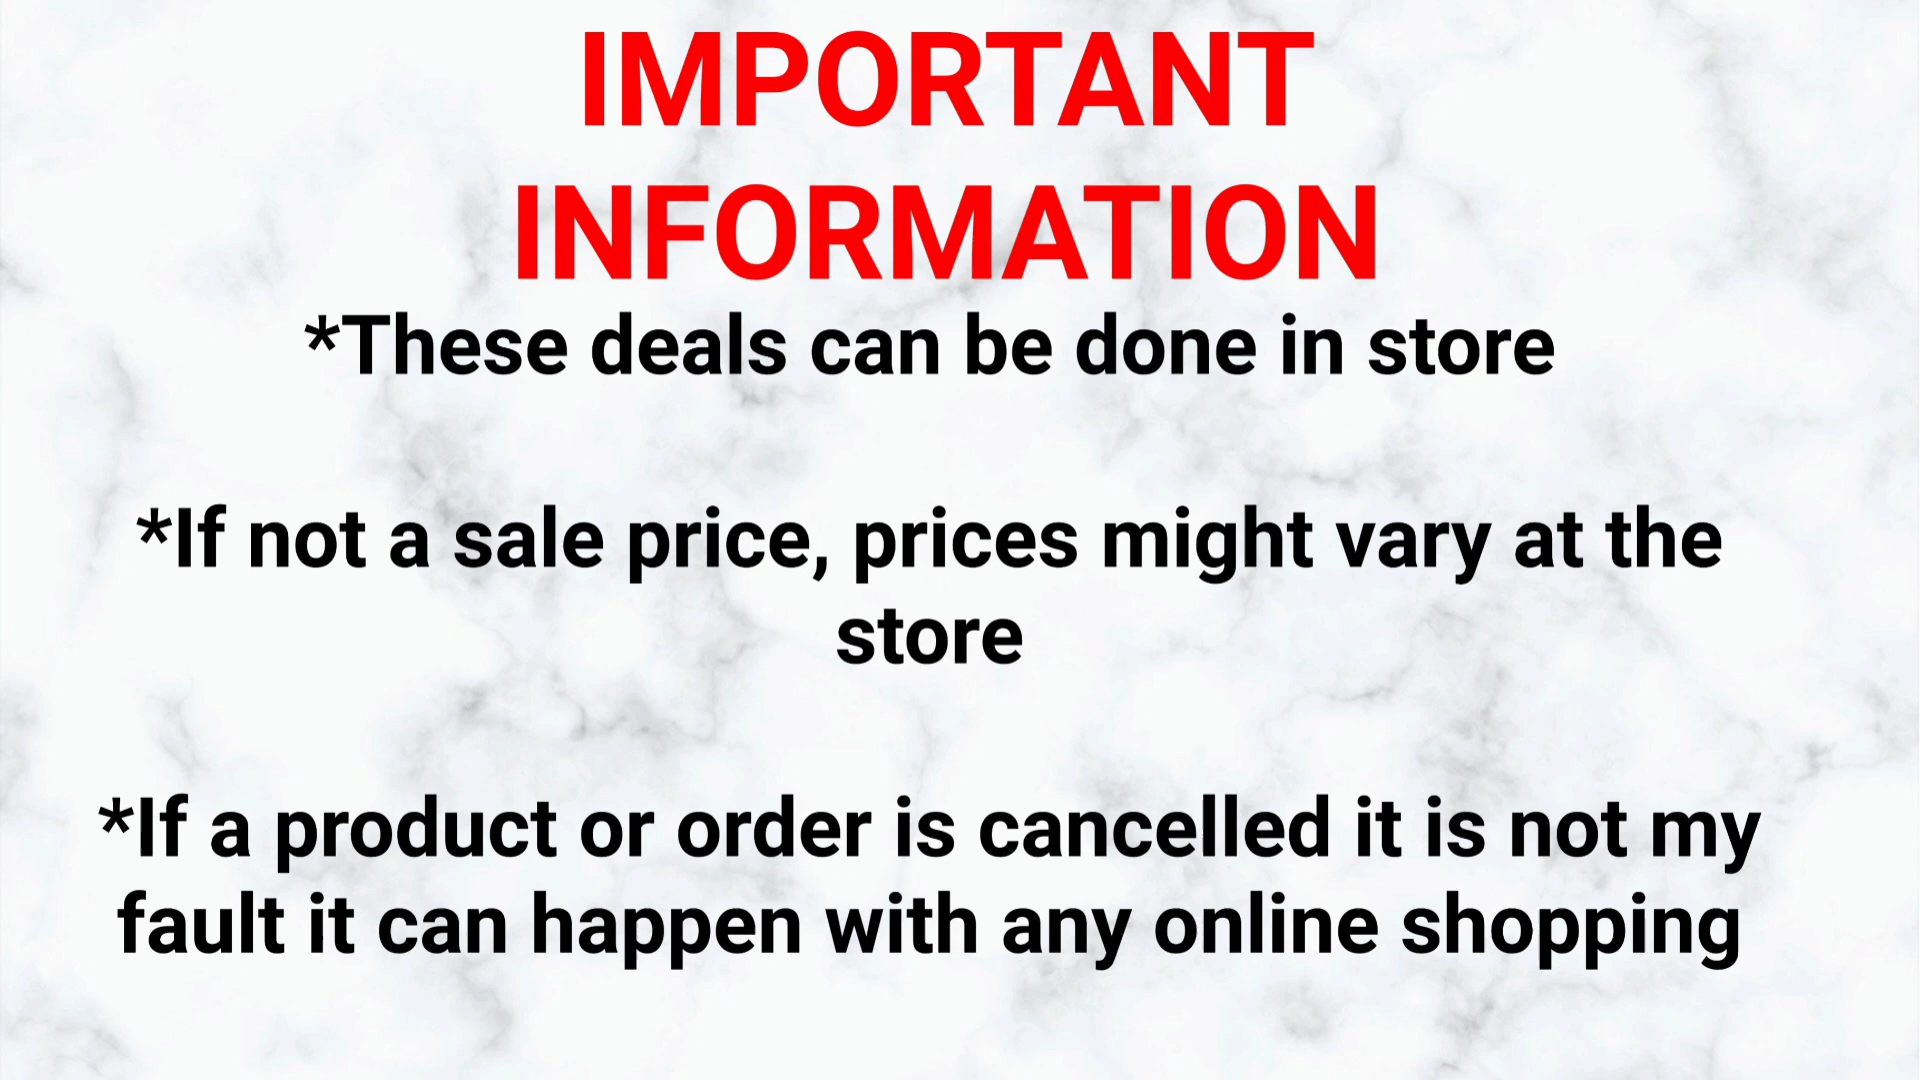 IMPORTANT
INFORMATION
*These deals can be done in store
*If not a sale price, prices might vary at the
store
*If a product or order is cancelled it is not my
fault it can happen with any online shopping